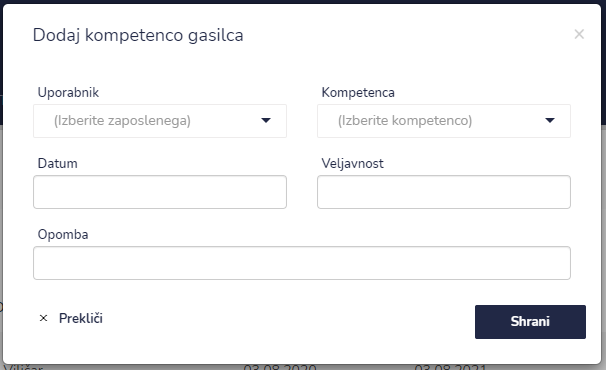 Dodaj kompetenco gasilca
×
Uporabnik Kompetenca
(Izberite zaposlenega) (Izberite kompetenco)
Datum Veljavnost
Opomba
× Prekliči Shrani
Viličar 03.08.2020 03.08.2021